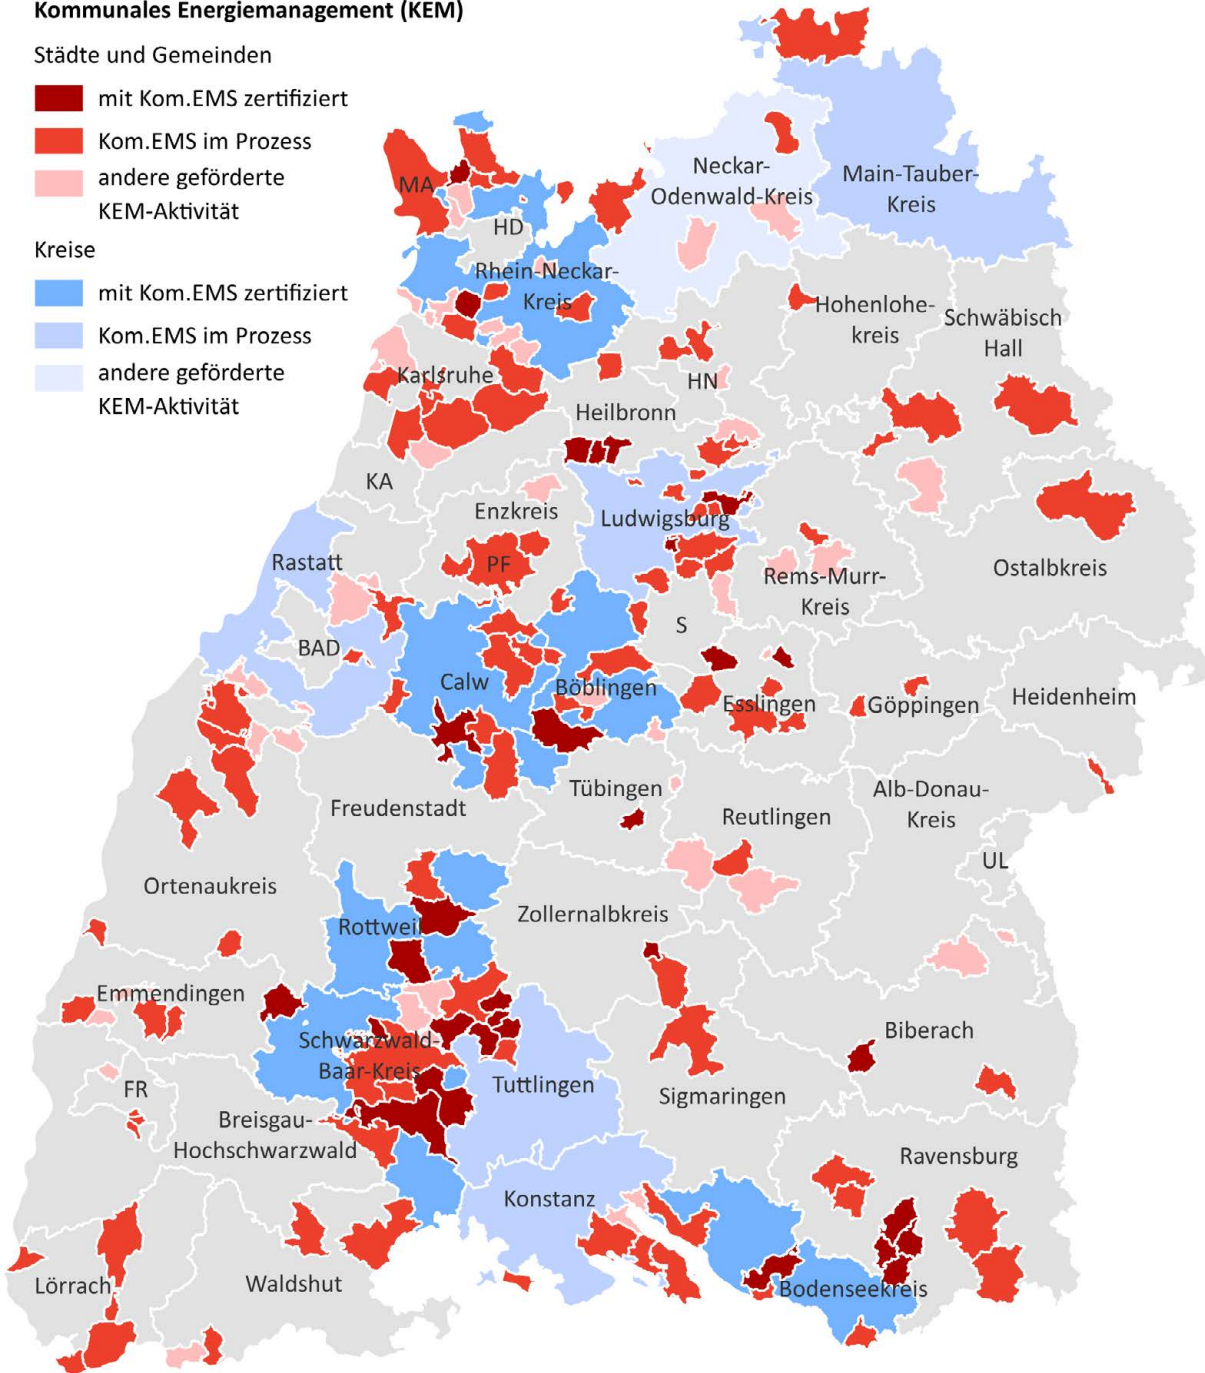 Kommunales Energiemanagement (KEM)
Städte und Gemeinden
mit Kom.EMS zertifiziert
Kom.EMS im Prozess
andere geförderte
KEM-Aktivität
Kreise
mit Kom.EMS zertifiziert
Kom.EMS im Prozess
andere geförderte
KEM-Aktivität
MA
HD
Neckar-
Odenwald-Kreis
Main-Tauber-
Kreis
Rhein-Neckar-
Kreis
Hohenlohe-
kreis
Schwäbisch
Hall
Karlsruhe
HN
Heilbronn
KA
Enzkreis
Ludwigsburg
Rastatt
PF
Rems-Murr-
Kreis
Ostalbkreis
BAD
S
Calw
Böblingen
Esslingen
Göppingen
Heidenheim
Freudenstadt
Tübingen
Reutlingen
Alb-Donau-
Kreis
UL
Ortenaukreis
Rottweil
Zollernalbkreis
Emmendingen
Schwarzwald-
Baar-Kreis
Biberach
FR
Tuttlingen
Sigmaringen
Breisgau-
Hochschwarzwald
Ravensburg
Konstanz
Lörrach
Waldshut
Bodenseekreis